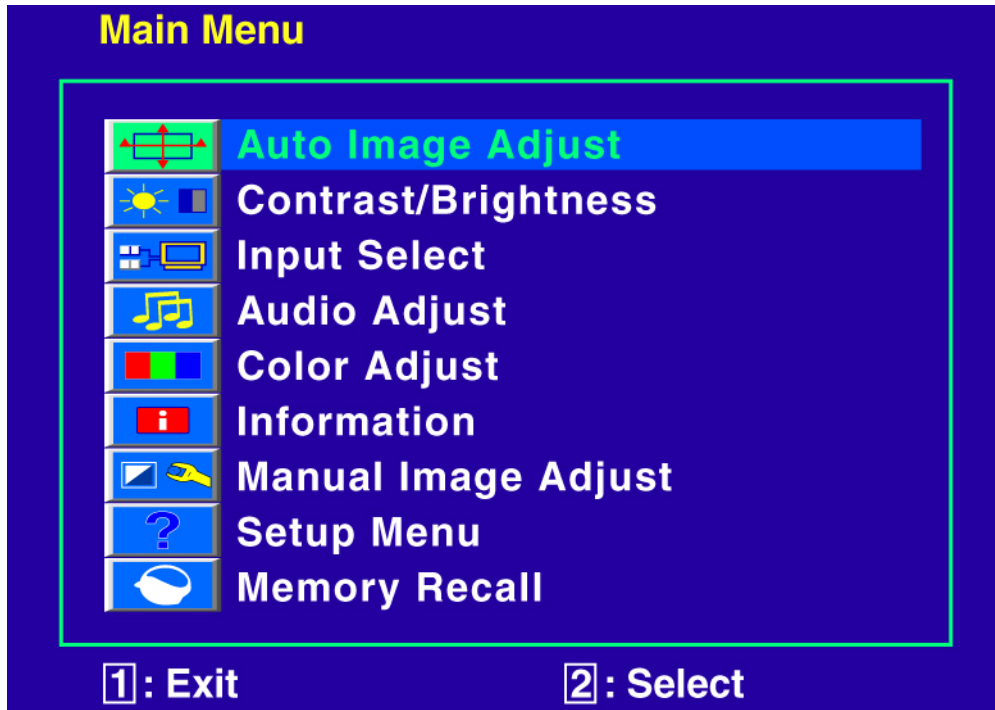 Main Menu
Auto Image Adjust
Contrast/Brightness
Input Select
Audio Adjust
Color Adjust
i Information
Manual Image Adjust
? Setup Menu
Memory Recall
1 : Exit 2 : Select